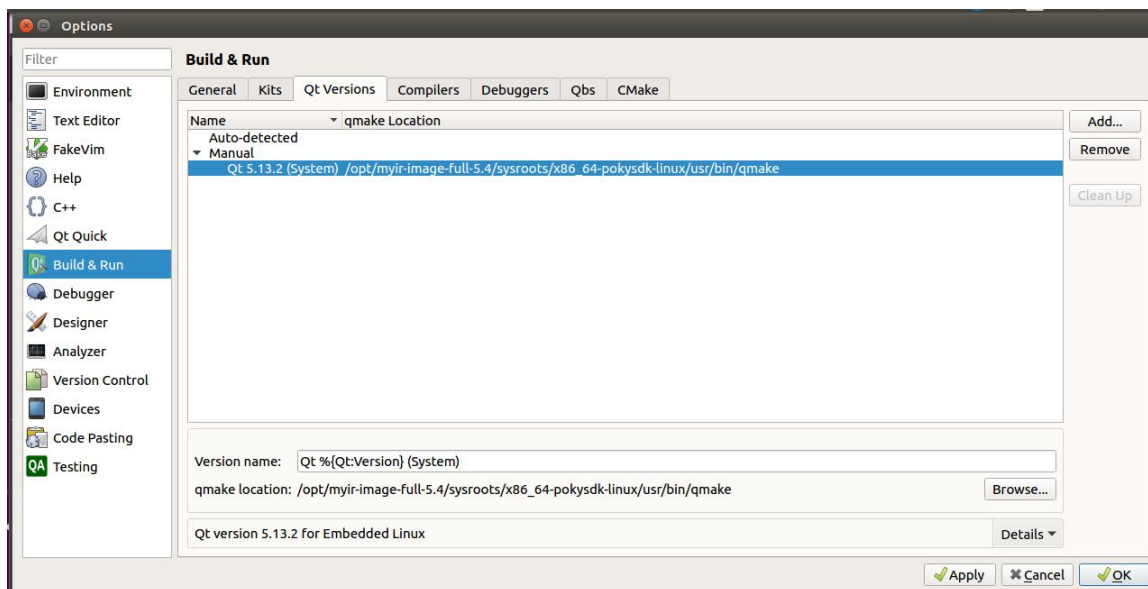 Options
Filter
Build & Run
Environment
Text Editor
FakeVim
Help
C++
Qt Quick
Build & Run
Debugger
Designer
Analyzer
Version Control
Devices
Code Pasting
QA Testing
General Kits Qt Versions Compilers Debuggers Qbs CMake
Name qmake Location
Auto-detected
Manual
Qt 5.13.2 (System) /opt/myir-image-full-5.4/sysroots/x86_64-pokysdk-linux/usr/bin/qmake
Add...
Remove
Clean Up
Version name: Qt %{Qt:Version} (System)
qmake location: /opt/myir-image-full-5.4/sysroots/x86_64-pokysdk-linux/usr/bin/qmake Browse...
Qt version 5.13.2 for Embedded Linux Details
Apply Cancel OK